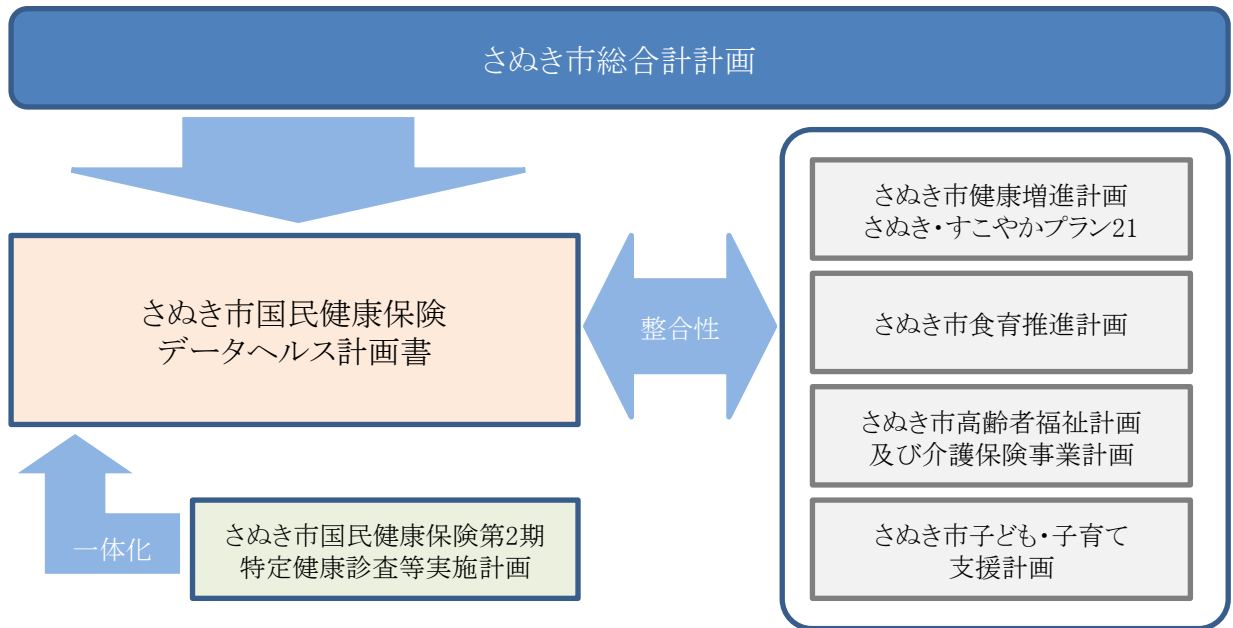 さぬき市総合計計画
さぬき市国民健康保険
データヘルス計画書
整合性
さぬき市健康増進計画
さぬき・すこやかプラン21
さぬき市食育推進計画
さぬき市高齢者福祉計画
及び介護保険事業計画
さぬき市子ども・子育て
支援計画
一体化
さぬき市国民健康保険第2期
特定健康診査等実施計画